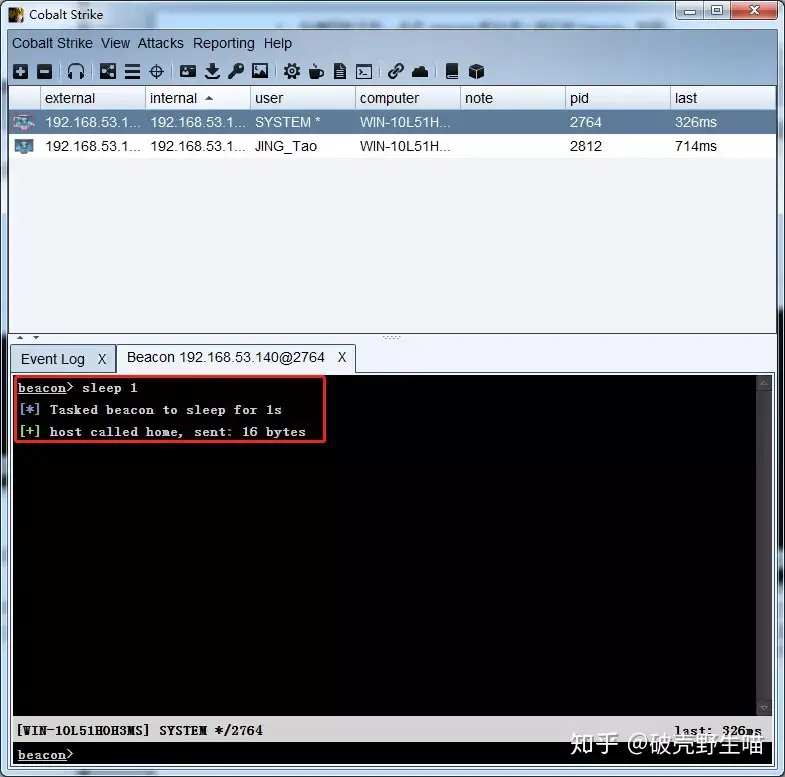 Cobalt Strike
Cobalt Strike View Attacks Reporting Help
external internal user computer note pid last
192.168.53.1... 192.168.53.1... SYSTEM * WIN-10L51H... 2764 326ms
192.168.53.1... 192.168.53.1... JING_Tao WIN-10L51H... 2812 714ms
Event Log X Beacon 192.168.53.140@2764 X
beacon> sleep 1
[*] Tasked beacon to sleep for 1s
[+] host called home, sent: 16 bytes
[WIN-10L51H0H3MS] SYSTEM */2764 last: 326ms
知乎 @破壳野生喵
beacon>